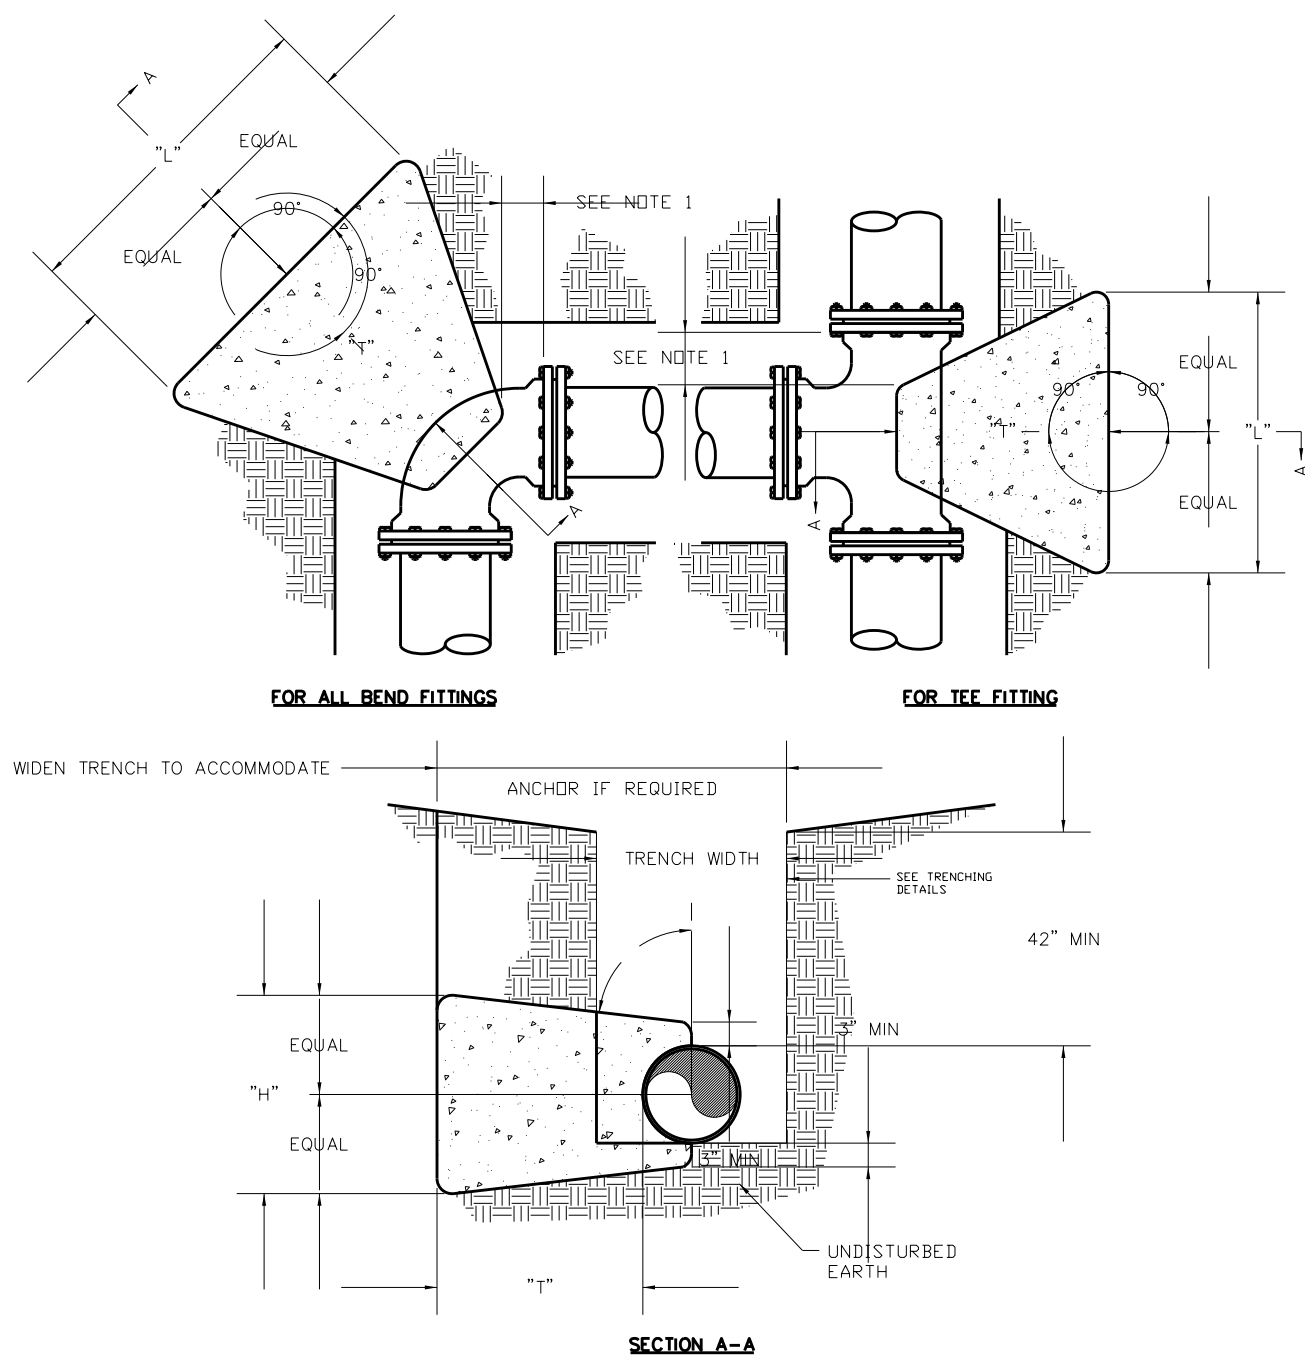 A
"L"
EQUAL
90°
EQUAL
90°
"T"
SEE NOTE 1
SEE NOTE 1
A
EQUAL
90°
90°
"T"
"L"
A
A
EQUAL
FOR ALL BEND FITTINGS
FOR TEE FITTING
WIDEN TRENCH TO ACCOMMODATE
ANCHOR IF REQUIRED
TRENCH WIDTH
SEE TRENCHING
DETAILS
42" MIN
3" MIN
EQUAL
"H"
EQUAL
3" MIN
UNDISTURBED
EARTH
"T"
SECTION A-A